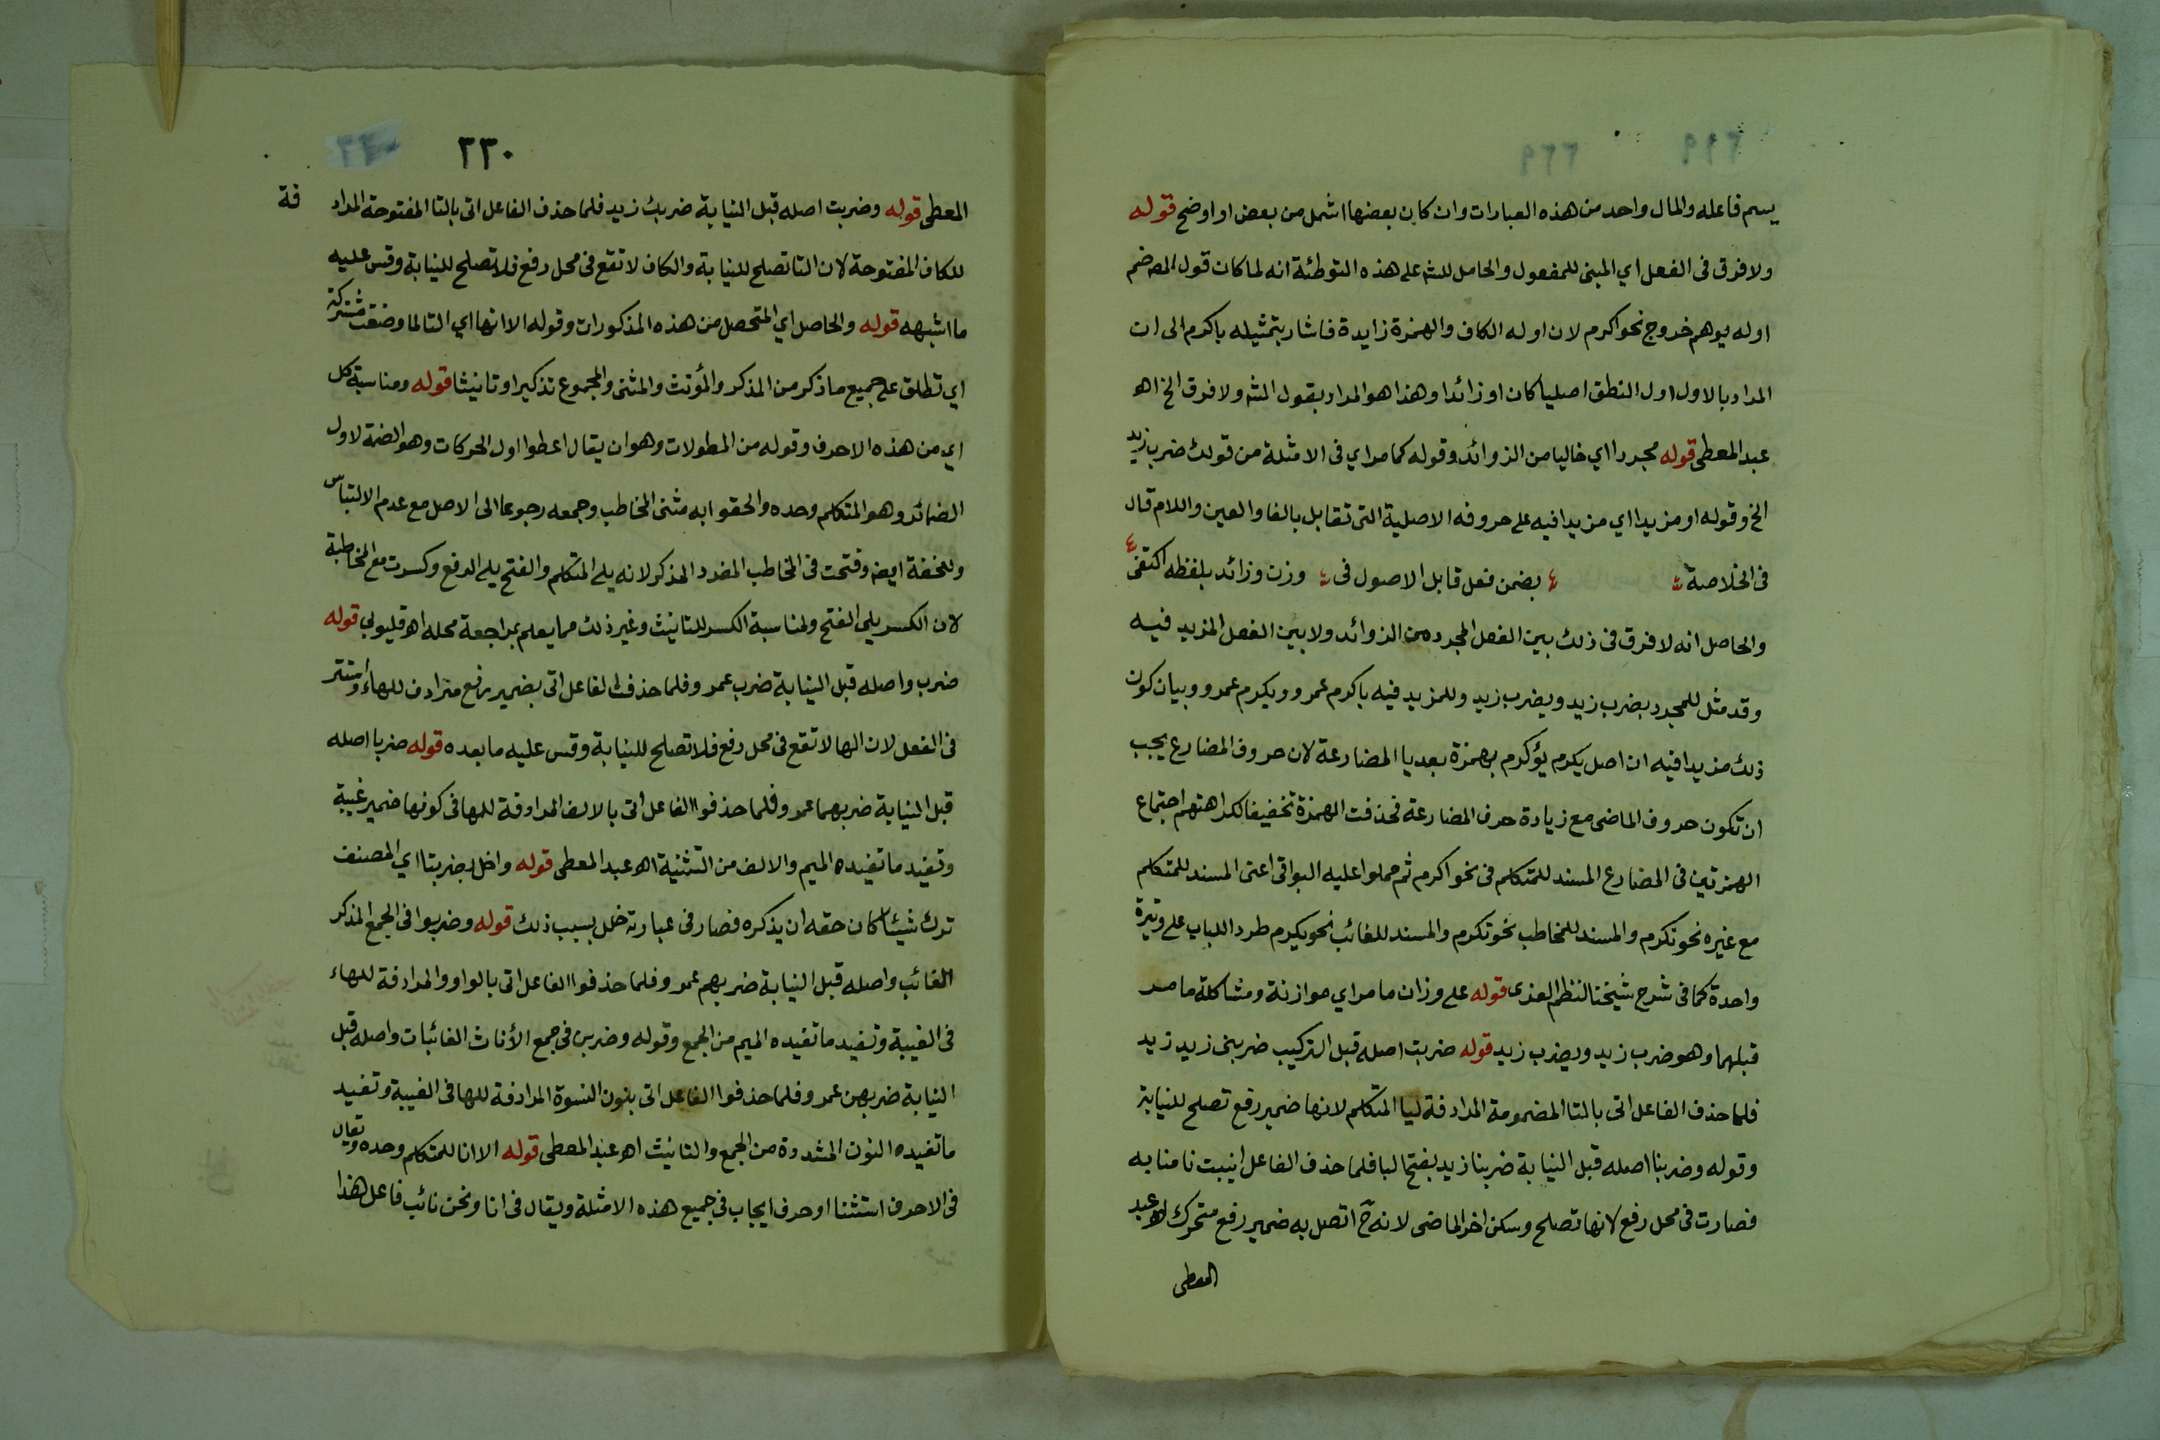 يسم فاعله والمال واحد من هذه العبارات وان كان بعضها اشمل من بعض او اوضح قوله
ولا فرق في الفعل اي المبني للمفعول والحامل للش على هذه التوطئة انه لما كان قول المص ضم
اوله يوهم خروج نحو اكرم لان اوله الكاف والهمزة زايدة فاشار بتمثيله باكرم الى ان
المراد بالاول اول النطق اصليا كان او زائدا وهذا هو المراد بقول الش ولا فرق الخ اهـ
عبد المعطي قوله مجردا اي خاليا من الزوائد وقوله كما مر اي في الامثلة من قولك ضرب زيد
الخ وقوله او مزيدا اي مزيدا فيه على حروفه الاصلية التي تقابل بالفا والعين واللام قال
في الخلاصة بضمن فعل قابل الاصول في وزن وزائد بلفظه اكتفي
والحاصل انه لا فرق في ذلك بين الفعل المجرد من الزوائد ولا بين الفعل المزيد فيه
وقد مثل للمجرد بضرب زيد ويضرب زيد وللمزيد فيه باكرم عمرو ويكرم عمرو وبيان كون
ذلك مزيدا فيه ان اصل يكرم يؤكرم بهمزة بعد يا المضارعة لان حروف المضارع يجب
ان تكون حروف الماضي مع زيادة حرف المضارعة فحذفت الهمزة تخفيفا لكراهتهم اجتماع
الهمزتين في المضارع المسند للمتكلم في نحو اكرم ثم حملوا عليه البواقي اعني المسند للمتكلم
مع غيره نحو نكرم والمسند للمخاطب نحو تكرم والمسند للغائب نحو يكرم طردا للباب على وتيرة
واحدة كما في شرح شيخنا لنظم العزى قوله على وزان ما مر اي موازنة ومشاكلة ما مر
قبلهما وهو ضرب زيد ويضرب زيد قوله ضربت اصله قبل التركيب ضربني زيد زيد
فلما حذف الفاعل اتى بالتا المضمومة المرادفة ليا المتكلم لانها ضمير رفع تصلح للنيابة
وقوله وضربنا اصله قبل النيابة ضربنا زيد بفتح البا فلما حذف الفاعل انيبت نا منابه
فصارت في محل رفع لانها تصلح وسكن اخر الماضي لانه ح اتصل به ضمير رفع متحرك اهـ عبد
المعطي
٢٣٠
المعطي قوله وضربت اصله قبل النيابة ضربك زيد فلما حذف الفاعل اتى بالتا المفتوحة المراد
فة
للكاف المفتوحة لان التا تصلح للنيابة والكاف لا تقع في محل رفع فلا تصلح للنيابة وقس عليه
ما اشبهه قوله والحاصل اي المتحصل من هذه المذكورات وقوله الا انها اي التا لما وضعت مشتركة
اي تطلق على جميع ما ذكر من المذكر والمؤنث والمثنى والمجموع تذكيرا وتانيثا قوله ومناسبة كل
اي من هذه الاحرف وقوله من المطولات وهو ان يقال اعطوا اول الحركات وهو الضمة لاول
الضمائر وهو المتكلم وحده والحقوا به مثنى المخاطب وجمعه رجوعا الى الاصل مع عدم الالتباس
وللخفة ايضا وفتحت في المخاطب المفرد المذكر لانه يلي المتكلم والفتح يلي الرفع وكسرت مع المخاطبة
لان الكسر يلي الفتح ولمناسبة الكسر للتانيث وغير ذلك مما يعلم بمراجعة محله اهـ قليوبي قوله
ضرب واصله قبل النيابة ضرب عمرو فلما حذف الفاعل اتى بضمير رفع مترادف للهاء واستتر
في الفعل لان الها لا تقع في محل رفع فلا تصلح للنيابة وقس عليه ما بعده قوله ضربا اصله
قبل النيابة ضربهما عمرو فلما حذفوا الفاعل اتى بالالف المرادفة للها في كونها ضمير غيبة
وتفيد ما تفيده الميم والالف من التثنية اهـ عبد المعطي قوله واخل بضربتا اي المصنف
ترك شيئا كان حقه ان يذكره فصار في عبارته خلل بسبب ذلك قوله وضربوا في الجمع المذكر
الغائب واصله قبل النيابة ضربهم عمرو فلما حذفوا الفاعل اتى بالواو والمرادفة للهاء
في الغيبة وتفيد ما تفيده الميم من الجمع وقوله وضربن في جمع الأناث الغائبات واصله قبل
النيابة ضربهن عمرو فلما حذفوا الفاعل اتى بنون النسوة المرادفة للها في الغيبة وتفيد
ما تفيده النون المشددة من الجمع والتانيث اهـ عبد المعطي قوله الا انا للمتكلم وحده ويقال
في الاحرف استثنا او حرف ايجاب في جميع هذه الامثلة ويقال في انا ونحن نائب فاعل هذا